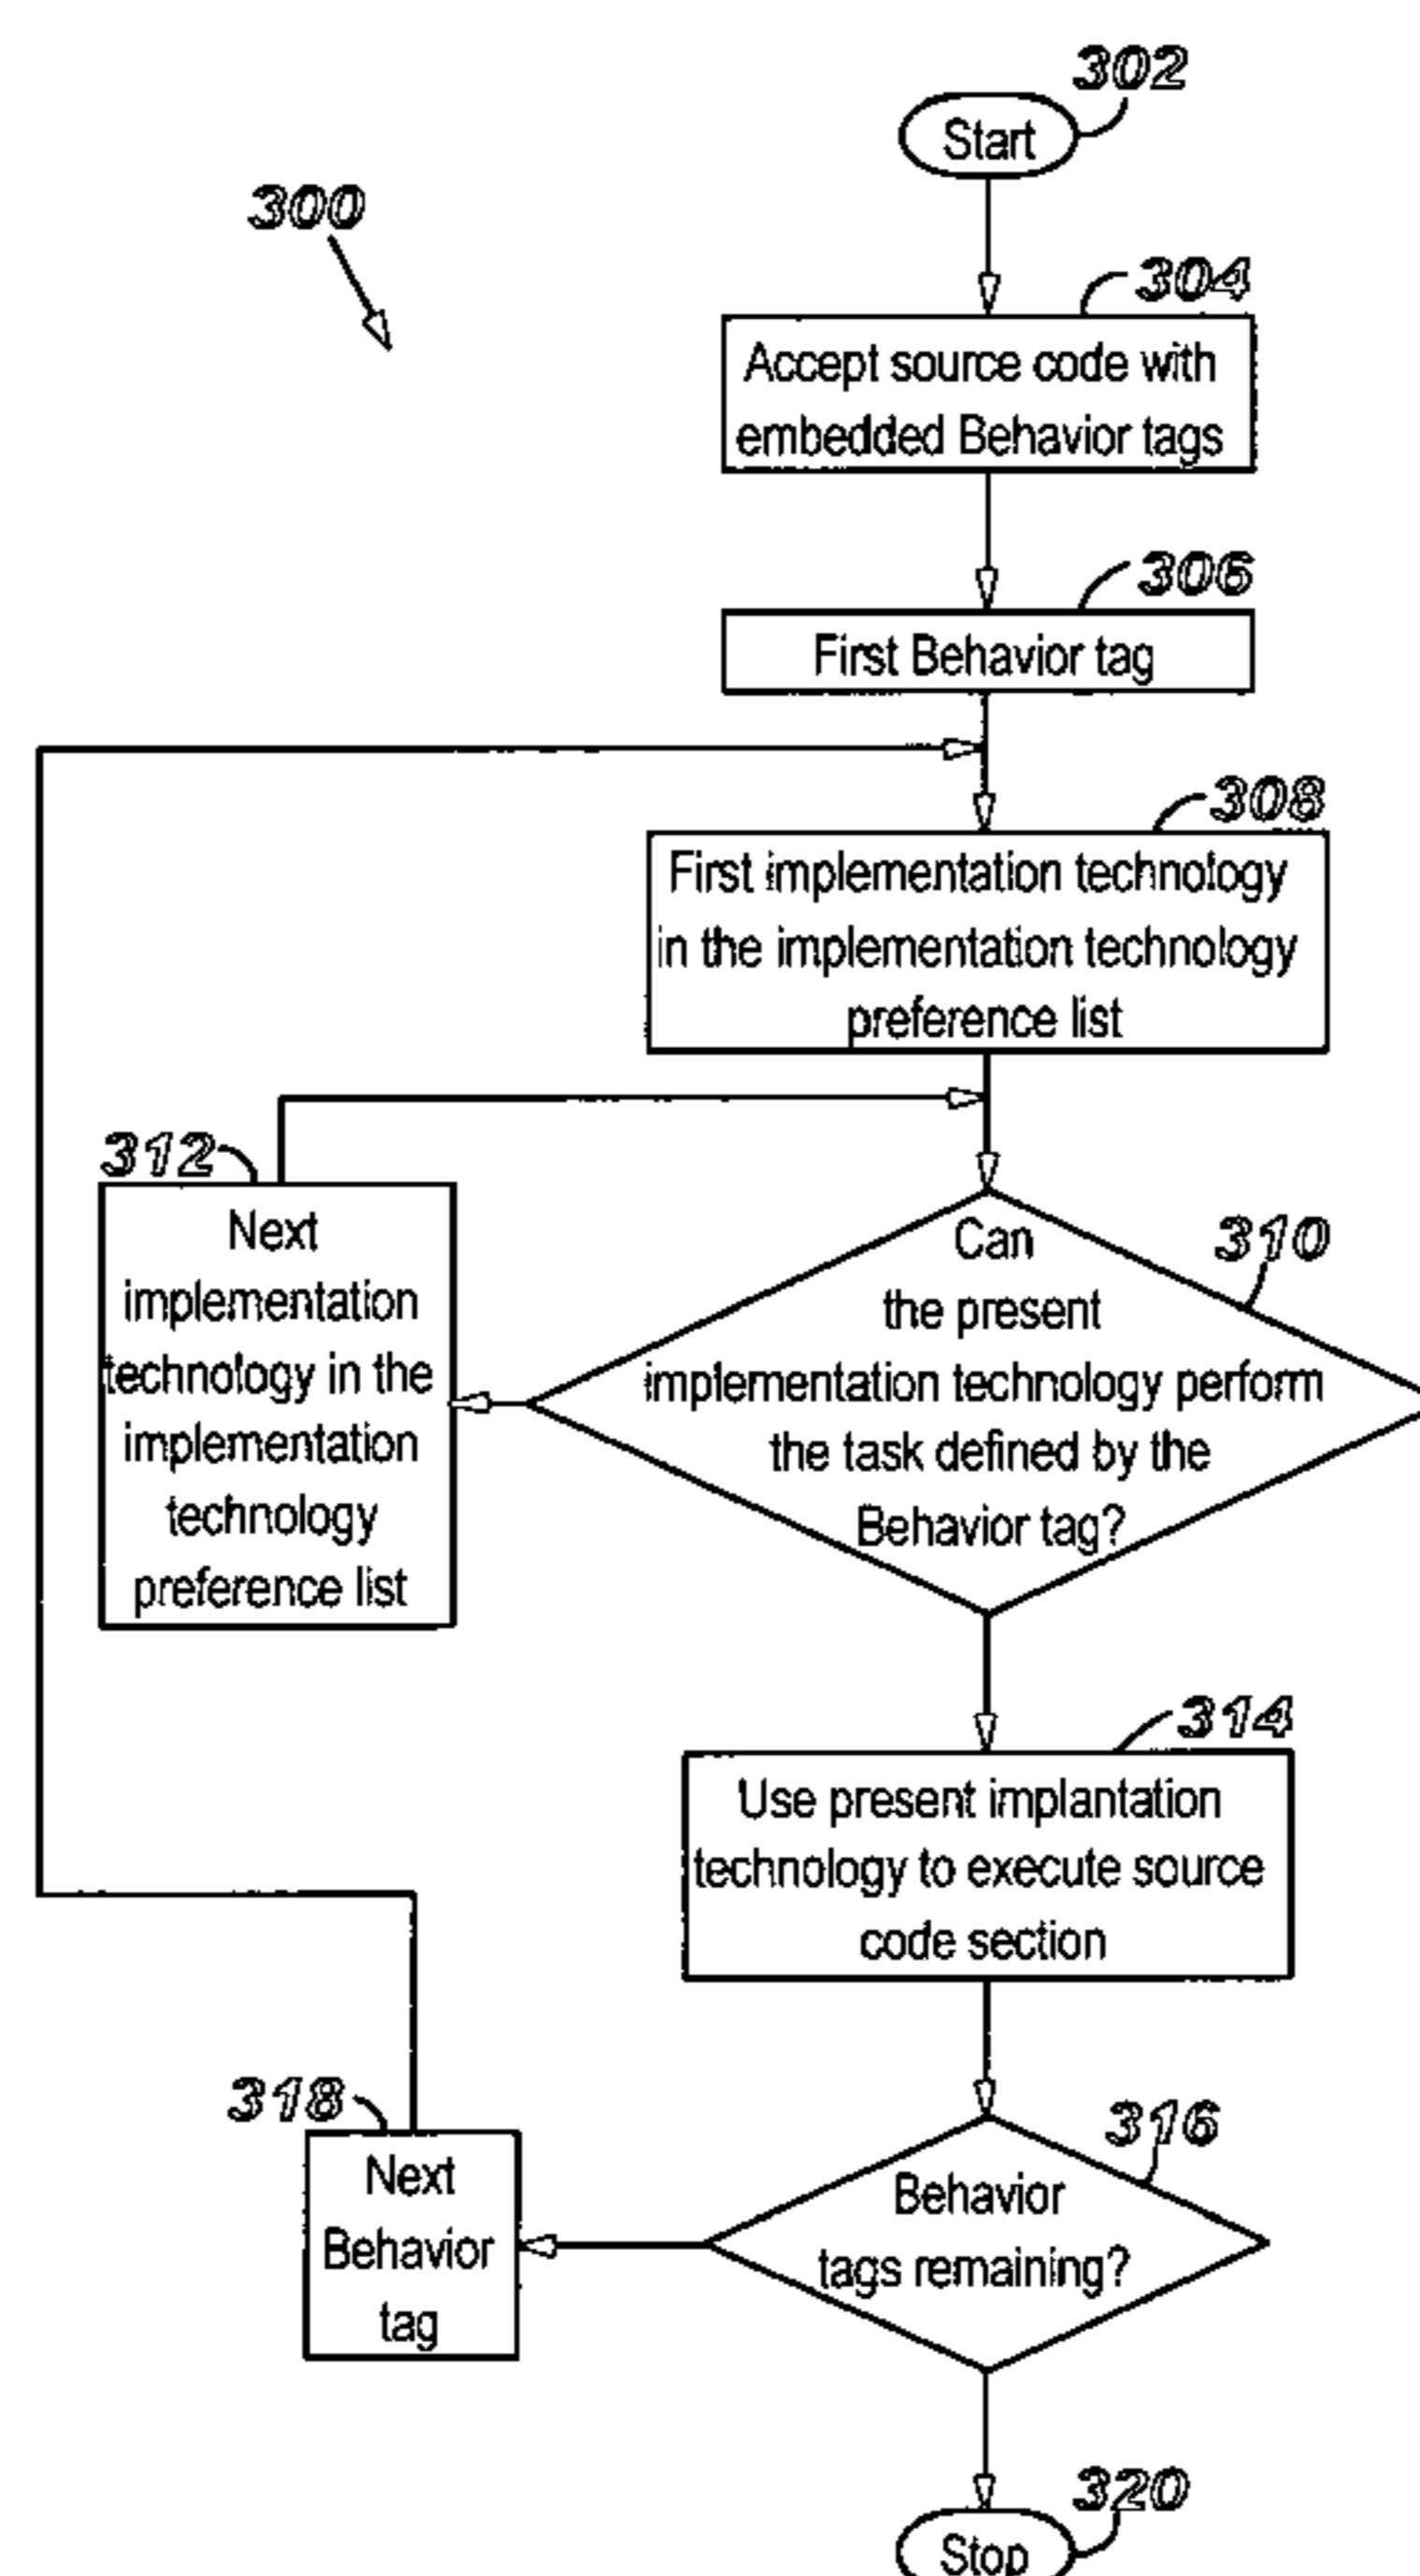 302
Start
300
304
Accept source code with
embedded Behavior tags
306
First Behavior tag
308
First implementation technology
in the implementation technology
preference list
312
Next
implementation
technology in the
implementation
technology
preference list
310
Can
the present
implementation technology perform
the task defined by the
Behavior tag?
314
Use present implantation
technology to execute source
code section
318
Next
Behavior
tag
316
Behavior
tags remaining?
320
Stop